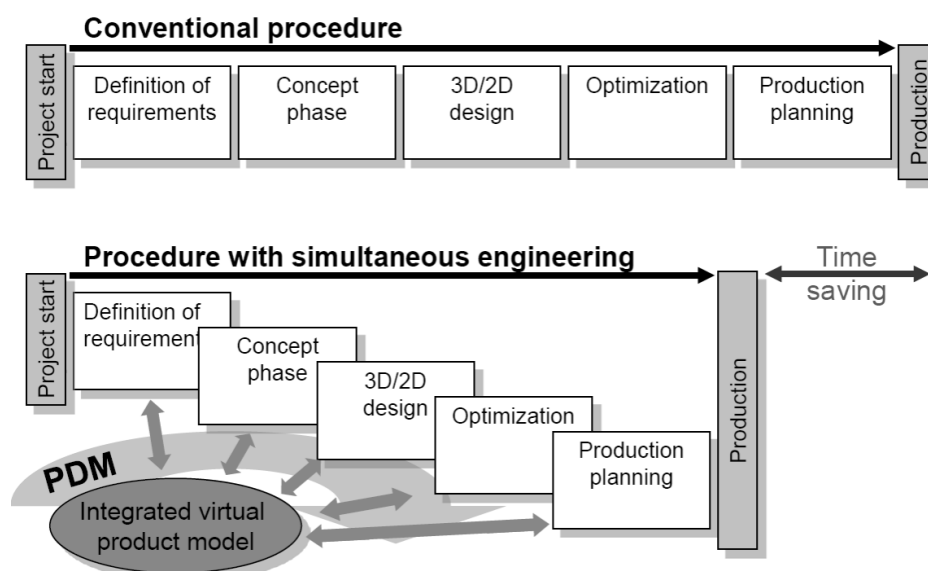 Conventional procedure
Project start
Definition of
requirements
Concept
phase
3D/2D
design
Optimization
Production
planning
Production
Procedure with simultaneous engineering
Time
saving
Project start
Definition of
requirement
Concept
phase
3D/2D
design
Optimization
Production
planning
Production
PDM
Integrated virtual
product model